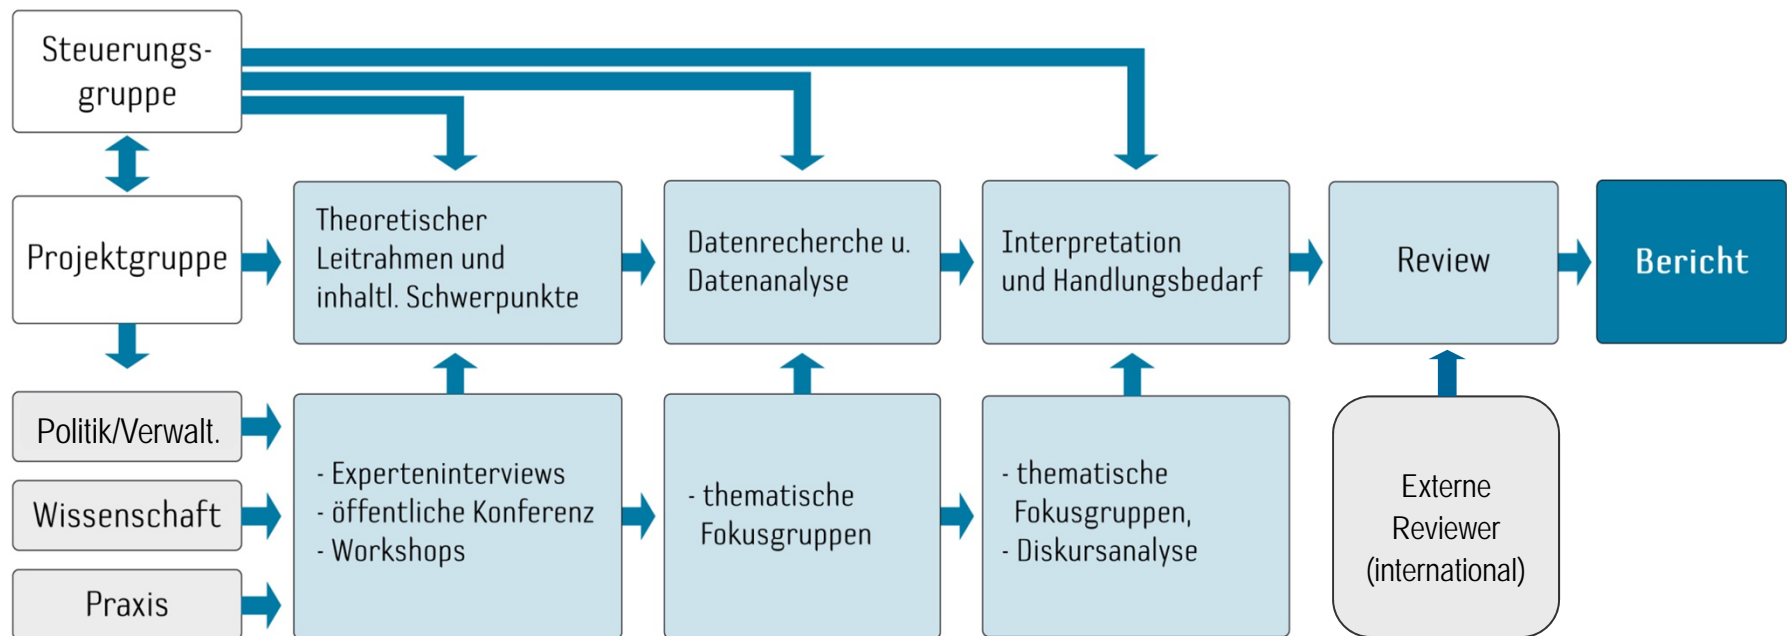 Steuerungs-
gruppe
Projektgruppe
Theoretischer
Leitrahmen und
inhaltl. Schwerpunkte
Datenrecherche u.
Datenanalyse
Interpretation
und Handlungsbedarf
Review
Bericht
Politik/Verwalt.
Wissenschaft
Praxis
- Experteninterviews
- öffentliche Konferenz
- Workshops
- thematische
Fokusgruppen
- thematische
Fokusgruppen,
- Diskursanalyse
Externe
Reviewer
(international)